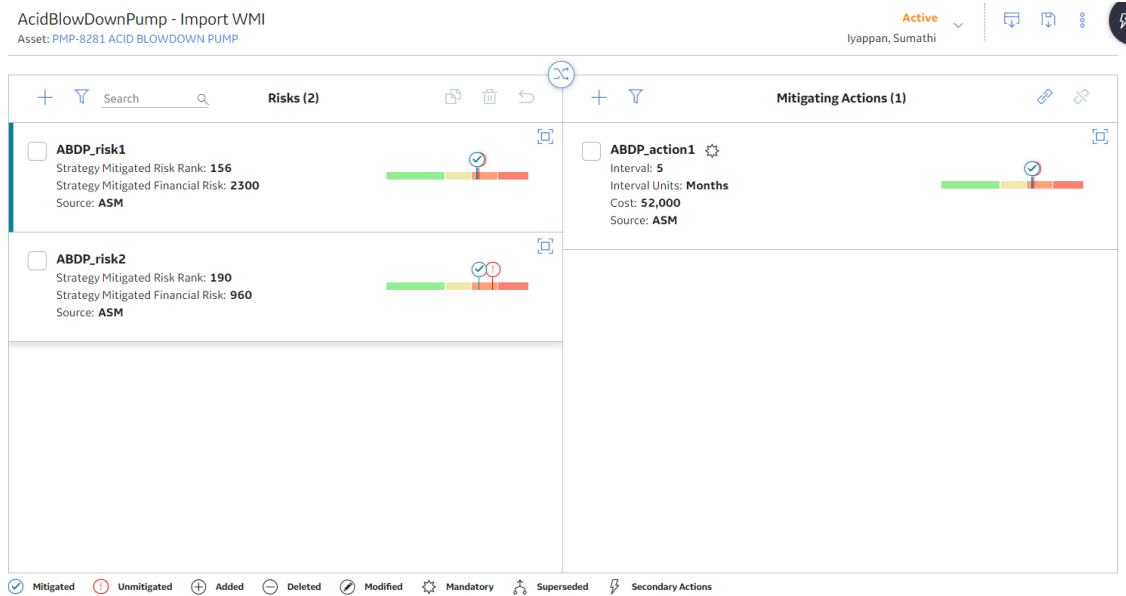 AcidBlowDownPump - Import WMI
Asset: PMP-8281 ACID BLOWDOWN PUMP
Active
Iyappan, Sumathi
Search
Risks (2)
ABDP_risk1
Strategy Mitigated Risk Rank: 156
Strategy Mitigated Financial Risk: 2300
Source: ASM
ABDP_risk2
Strategy Mitigated Risk Rank: 190
Strategy Mitigated Financial Risk: 960
Source: ASM
Mitigating Actions (1)
ABDP_action1
Interval: 5
Interval Units: Months
Cost: 52,000
Source: ASM
Mitigated Unmitigated Added Deleted Modified Mandatory Superseded Secondary Actions